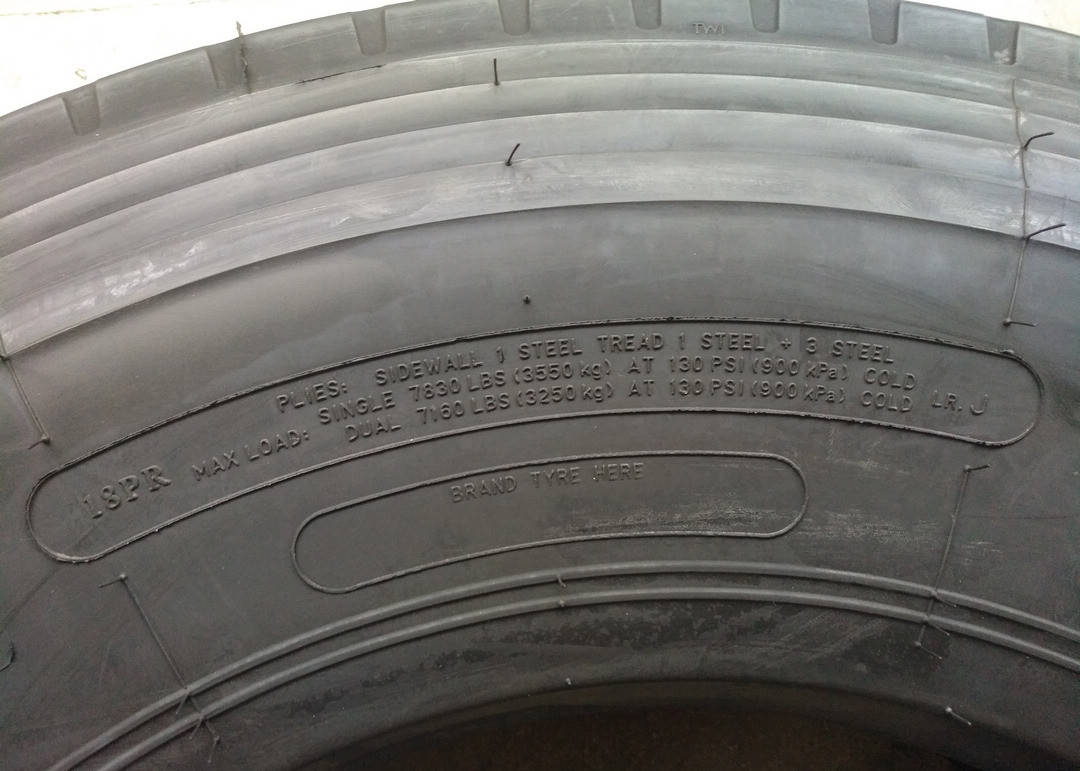 TWI
PLIES: SIDEWALL 1 STEEL TREAD 1 STEEL + 3 STEEL
18PR MAX LOAD: SINGLE 7830 LBS (3550 kg) AT 130 PSI (900 kPa) COLD
DUAL 7160 LBS (3250 kg) AT 130 PSI (900 kPa) COLD LR. J
BRAND TYRE HERE